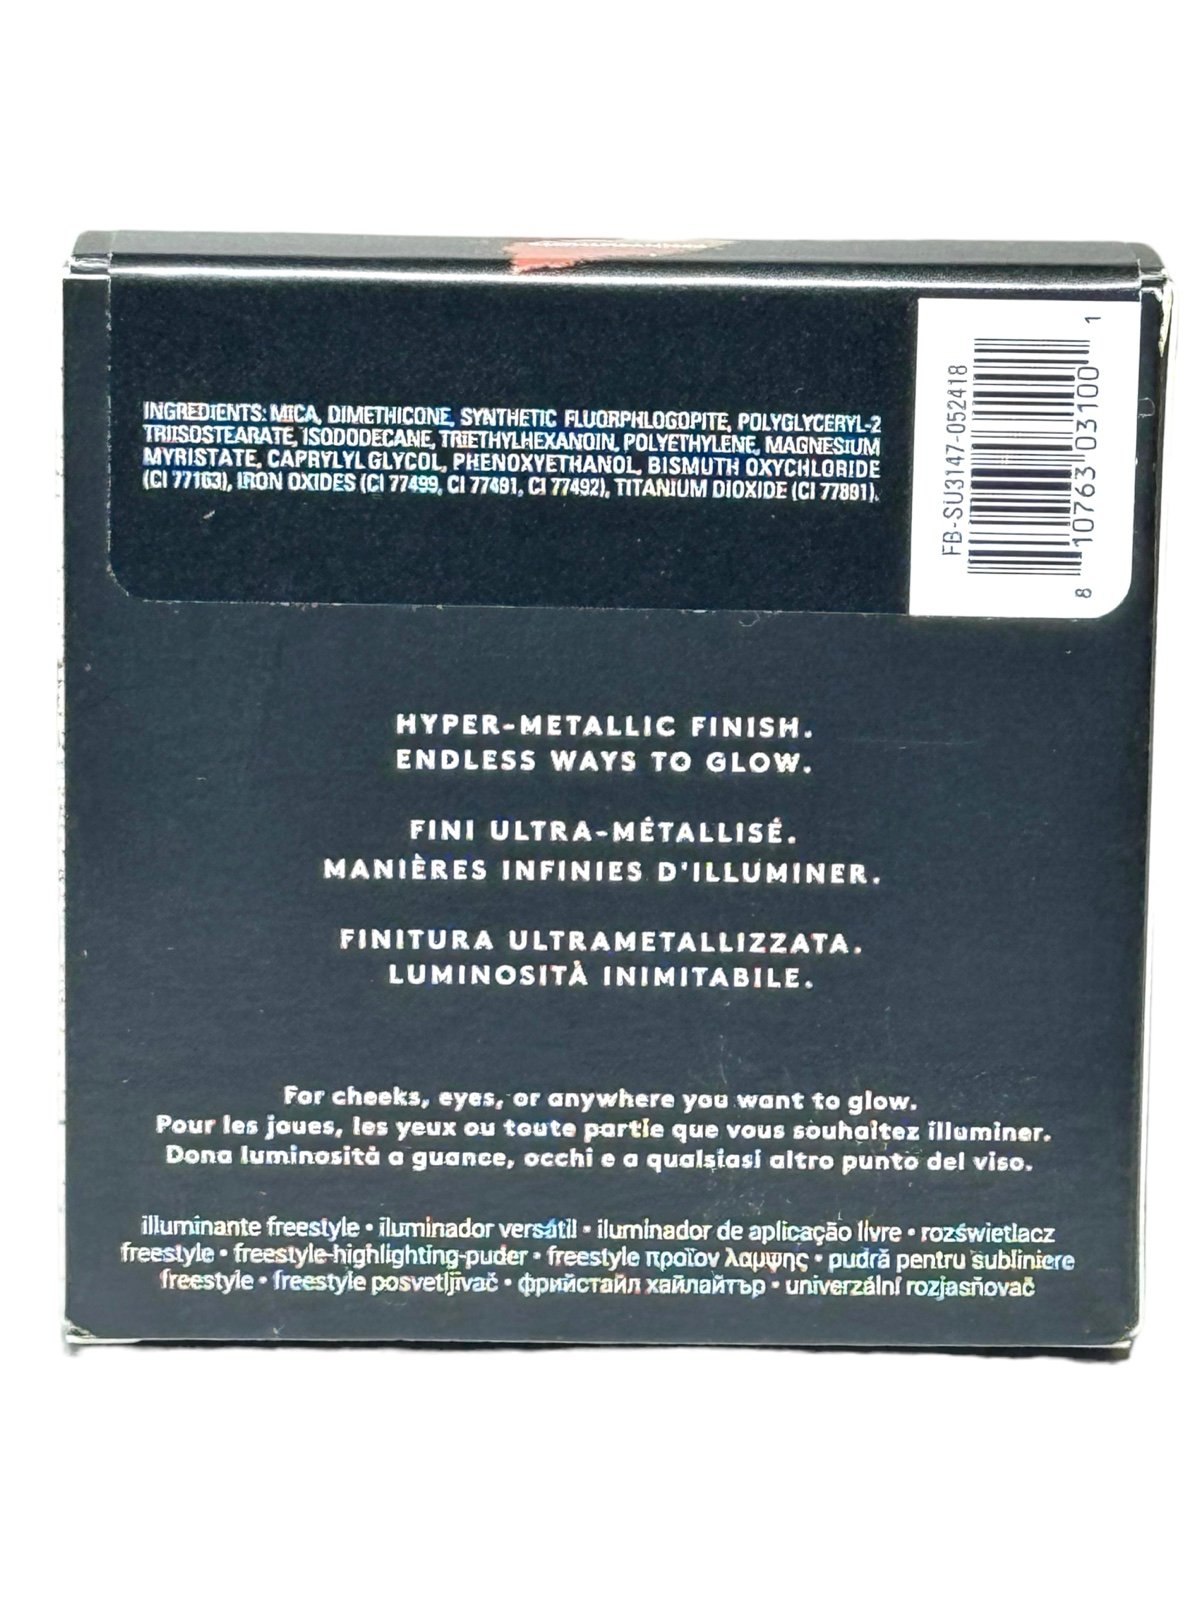 INGREDIENTS: MICA, DIMETHICONE, SYNTHETIC FLUORPHLOGOPITE, POLYGLYCERYL-2
TRIISOSTEARATE, ISODODECANE, TRIETHYLHEXANOIN, POLYETHYLENE, MAGNESIUM
MYRISTATE, CAPRYLYL GLYCOL, PHENOXYETHANOL, BISMUTH OXYCHLORIDE
(CI 77163), IRON OXIDES (CI 77499, CI 77491, CI 77492), TITANIUM DIOXIDE (CI 77891).
FB-SU3147-052418
8 10763 03100 1
HYPER-METALLIC FINISH.
ENDLESS WAYS TO GLOW.
FINI ULTRA-MÉTALLISÉ.
MANIÈRES INFINIES D'ILLUMINER.
FINITURA ULTRAMETALLIZZATA.
LUMINOSITÀ INIMITABILE.
For cheeks, eyes, or anywhere you want to glow.
Pour les joues, les yeux ou toute partie que vous souhaitez illuminer.
Dona luminosità a guance, occhi e a qualsiasi altro punto del viso.
illuminante freestyle • iluminador versátil • iluminador de aplicação livre • rozświetlacz
freestyle • freestyle-highlighting-puder • freestyle προϊον λαμψης • pudră pentru subliniere
freestyle • freestyle posvetljivač • фрийстайл хайлайтър • univerzální rozjasňovač